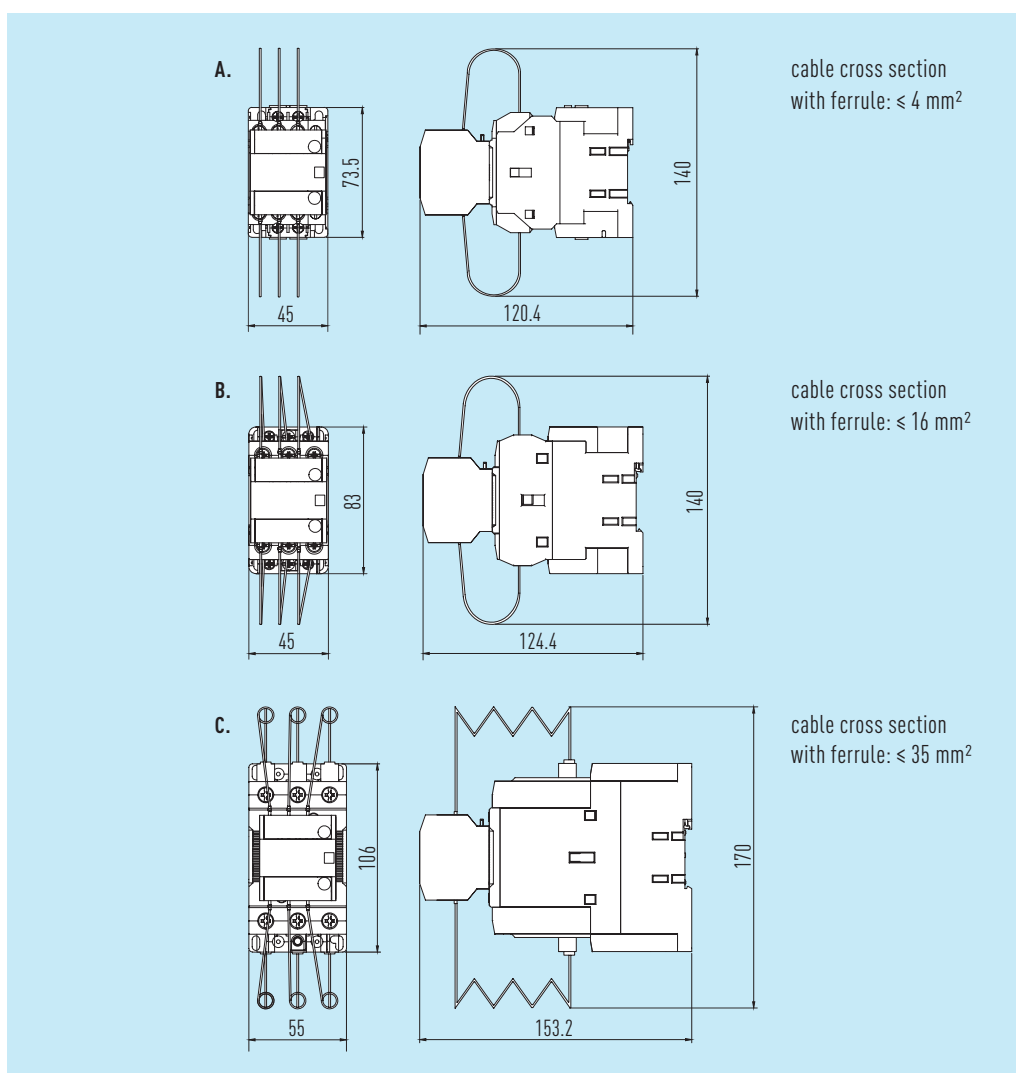 A.
73.5
45
140
120.4
cable cross section
with ferrule: ≤ 4 mm²
B.
83
45
140
124.4
cable cross section
with ferrule: ≤ 16 mm²
C.
106
55
170
153.2
cable cross section
with ferrule: ≤ 35 mm²